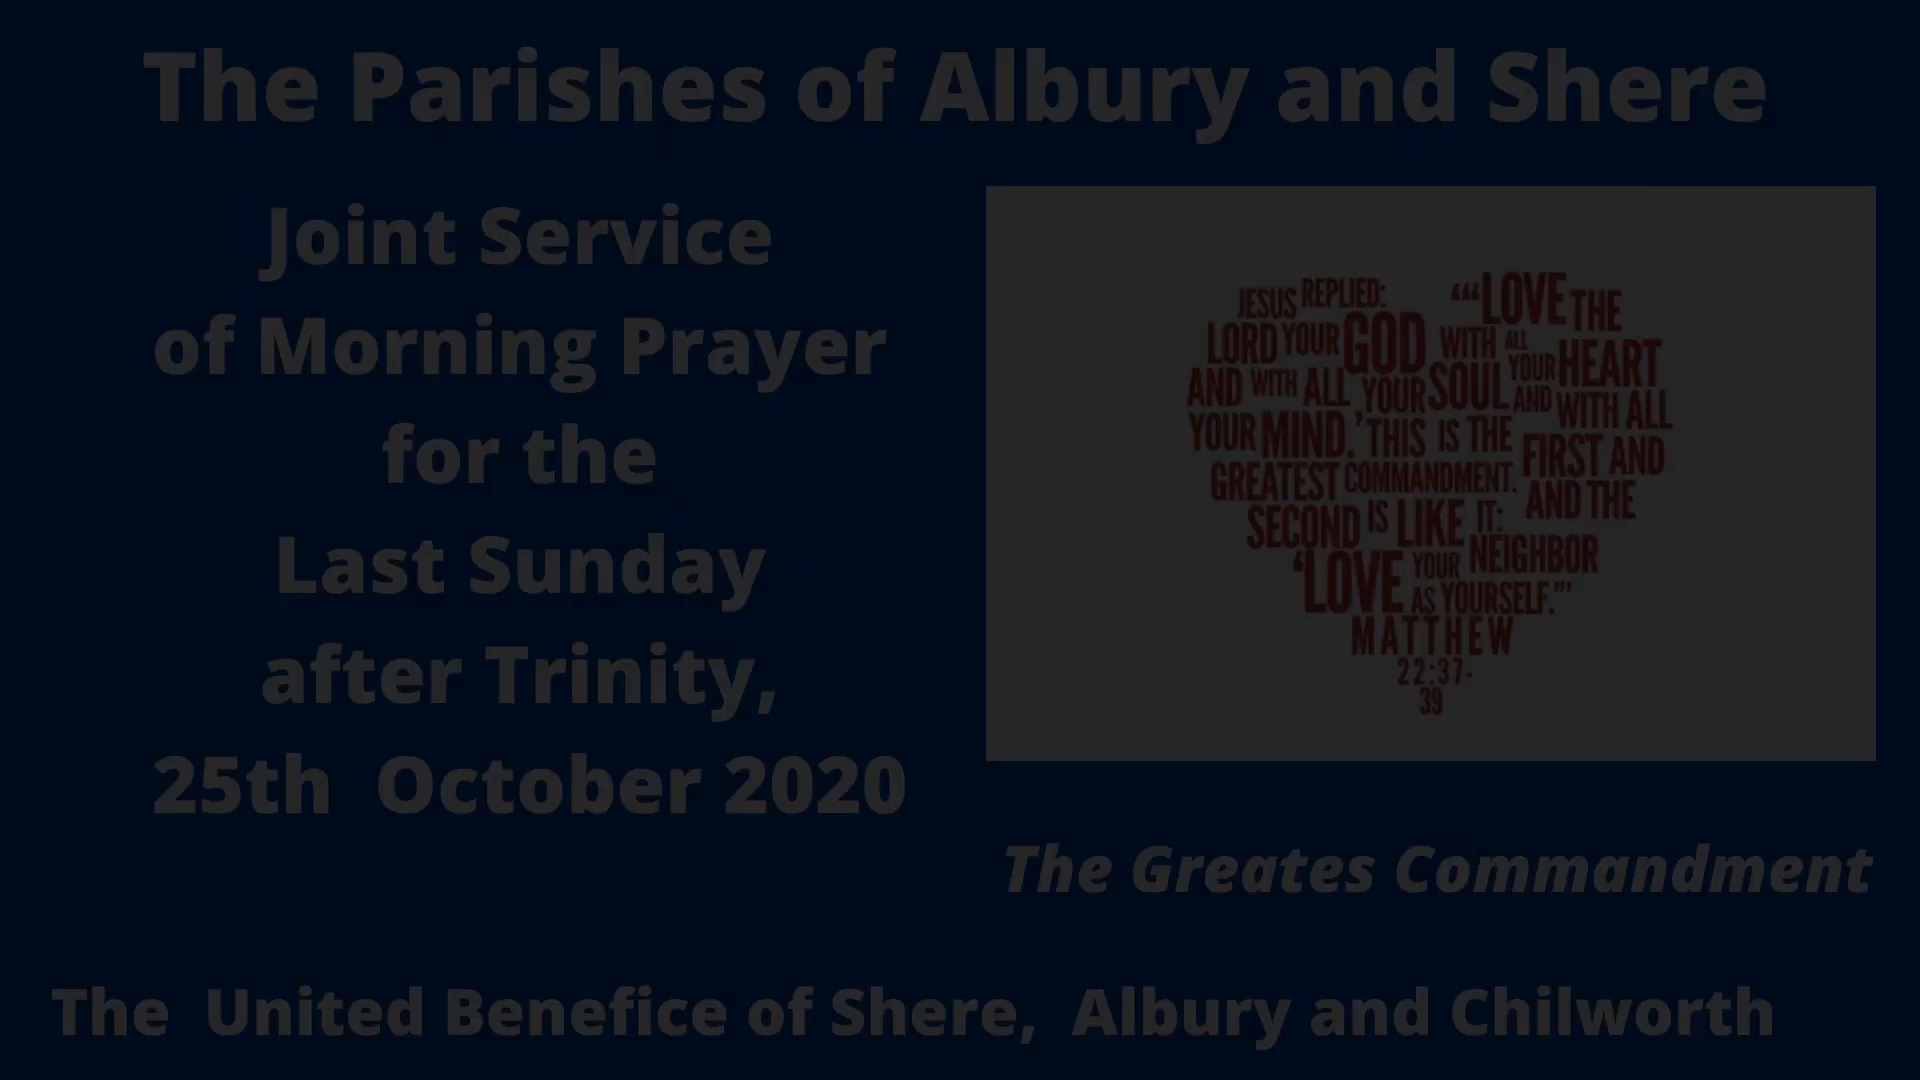 The Parishes of Albury and Shere
Joint Service
of Morning Prayer
for the
Last Sunday
after Trinity,
25th October 2020
JESUS REPLIED: “‘LOVE THE
LORD YOUR GOD WITH ALL YOUR HEART
AND WITH ALL YOUR SOUL AND WITH ALL
YOUR MIND.’ THIS IS THE FIRST AND
GREATEST COMMANDMENT. AND THE
SECOND IS LIKE IT:
‘LOVE YOUR NEIGHBOR
AS YOURSELF.’”
MATTHEW
22:37-
39
The Greates Commandment
The United Benefice of Shere, Albury and Chilworth